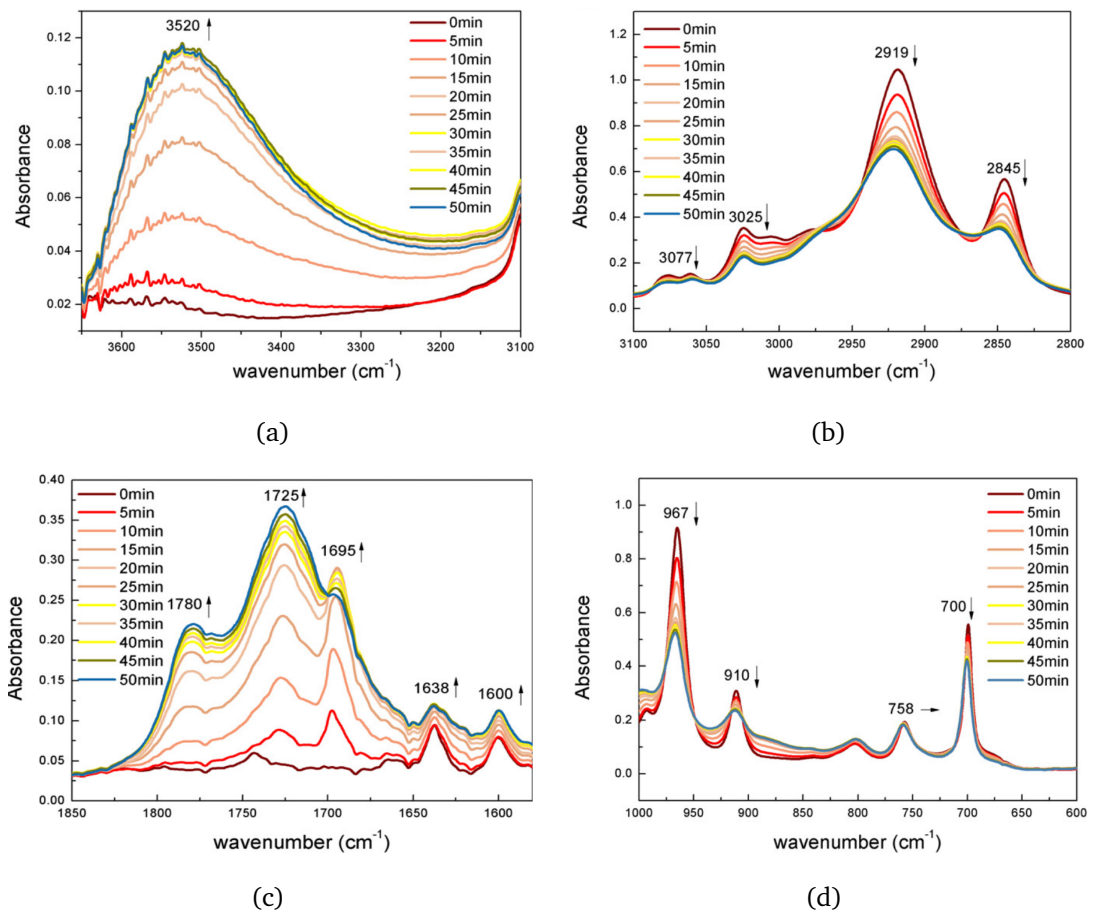 3520
0min
5min
10min
15min
20min
25min
30min
35min
40min
45min
50min
0.12
0.10
0.08
0.06
0.04
0.02
Absorbance
3600
3500
3400
3300
3200
3100
wavenumber (cm⁻¹)
(a)
0min
5min
10min
15min
20min
25min
30min
35min
40min
45min
50min
2919
2845
3025
3077
1.2
1.0
0.8
0.6
0.4
0.2
0.0
Absorbance
3100
3050
3000
2950
2900
2850
2800
wavenumber (cm⁻¹)
(b)
0min
5min
10min
15min
20min
25min
30min
35min
40min
45min
50min
1725
1695
1780
1638
1600
0.40
0.35
0.30
0.25
0.20
0.15
0.10
0.05
0.00
Absorbance
1850
1800
1750
1700
1650
1600
wavenumber (cm⁻¹)
(c)
967
910
758
700
0min
5min
10min
15min
20min
25min
30min
35min
40min
45min
50min
1.0
0.8
0.6
0.4
0.2
0.0
Absorbance
1000
950
900
850
800
750
700
650
600
wavenumber (cm⁻¹)
(d)